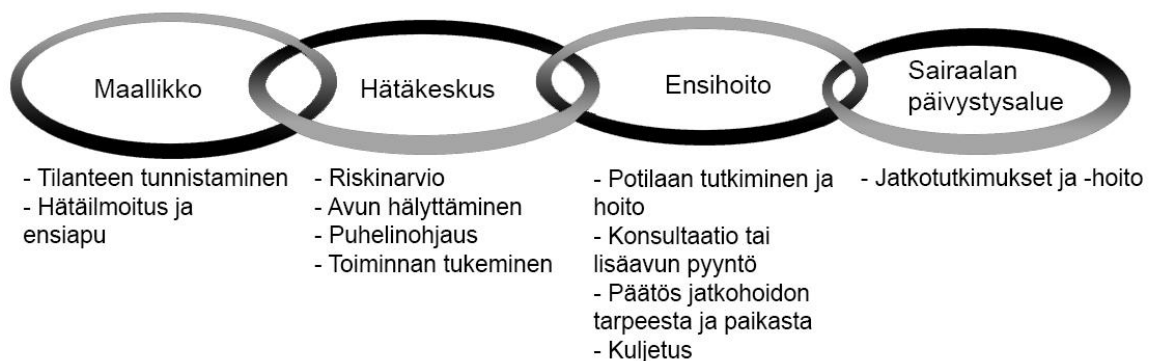 Maallikko
Hätäkeskus
Ensihoito
Sairaalan
päivystysalue
- Tilanteen tunnistaminen
- Hätäilmoitus ja
ensiapu
- Riskinarvio
- Avun hälyttäminen
- Puhelinohjaus
- Toiminnan tukeminen
- Potilaan tutkiminen ja
hoito
- Konsultaatio tai
lisäavun pyyntö
- Päätös jatkohoidon
tarpeesta ja paikasta
- Kuljetus
- Jatkotutkimukset ja -hoito